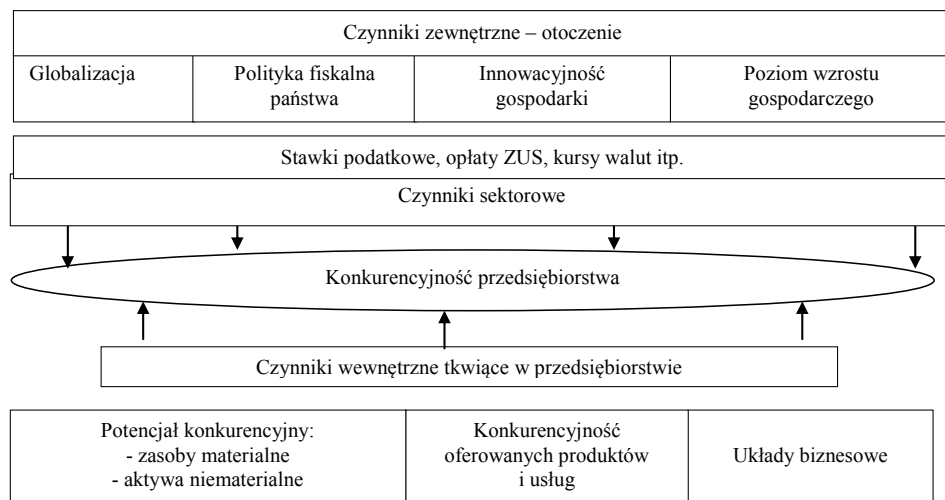 Czynniki zewnętrzne – otoczenie
Globalizacja
Polityka fiskalna
państwa
Innowacyjność
gospodarki
Poziom wzrostu
gospodarczego
Stawki podatkowe, opłaty ZUS, kursy walut itp.
Czynniki sektorowe
Konkurencyjność przedsiębiorstwa
Czynniki wewnętrzne tkwiące w przedsiębiorstwie
Potencjał konkurencyjny:
- zasoby materialne
- aktywa niematerialne
Konkurencyjność
oferowanych produktów
i usług
Układy biznesowe